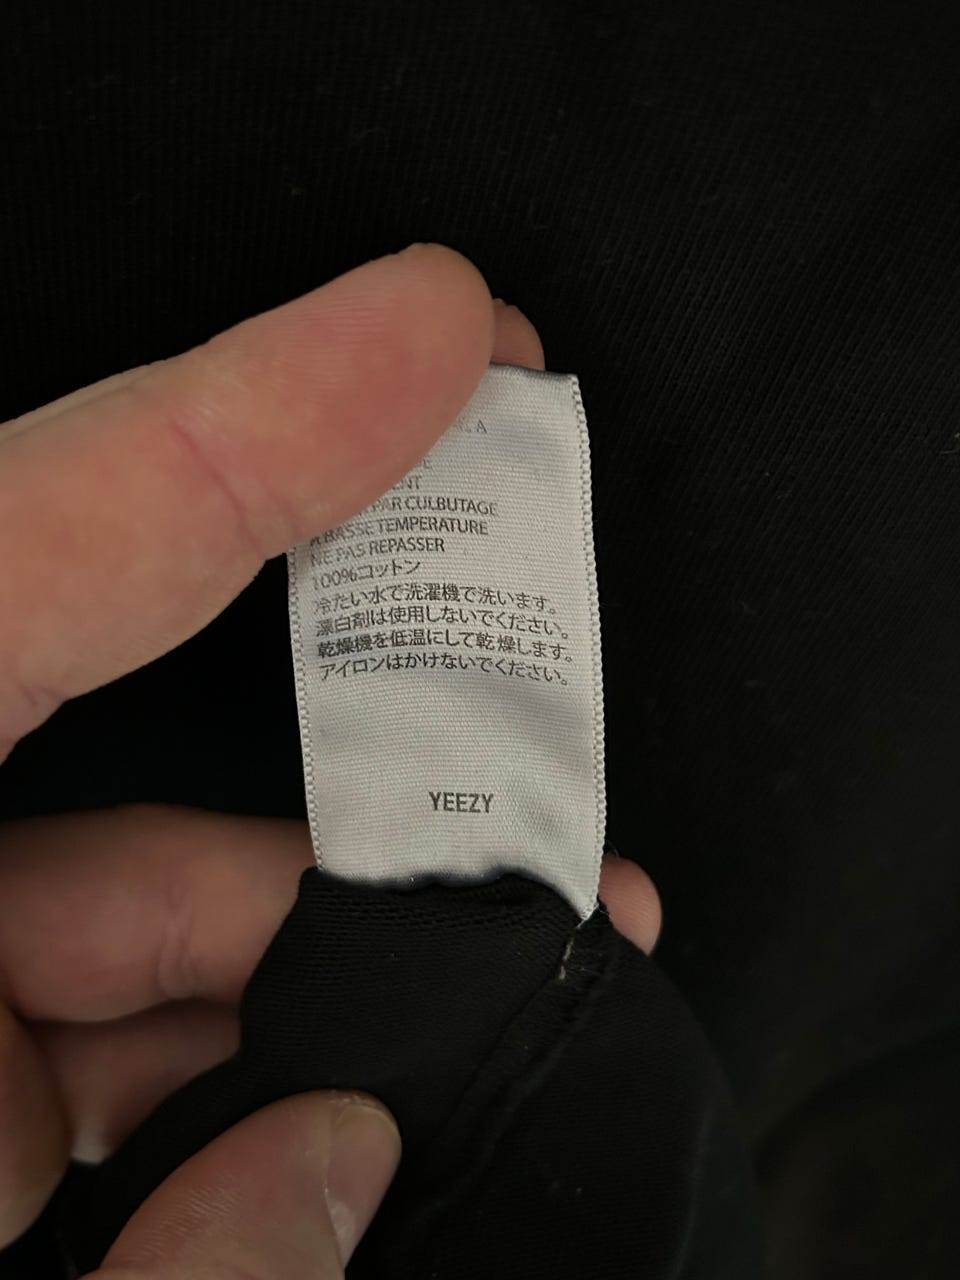 A
ENT
PAR CULBUTAGE
A BASSE TEMPERATURE
NE PAS REPASSER
100%コットン
冷たい水で洗濯機で洗います。
漂白剤は使用しないでください。
乾燥機を低温にして乾燥します。
アイロンはかけないでください。
YEEZY